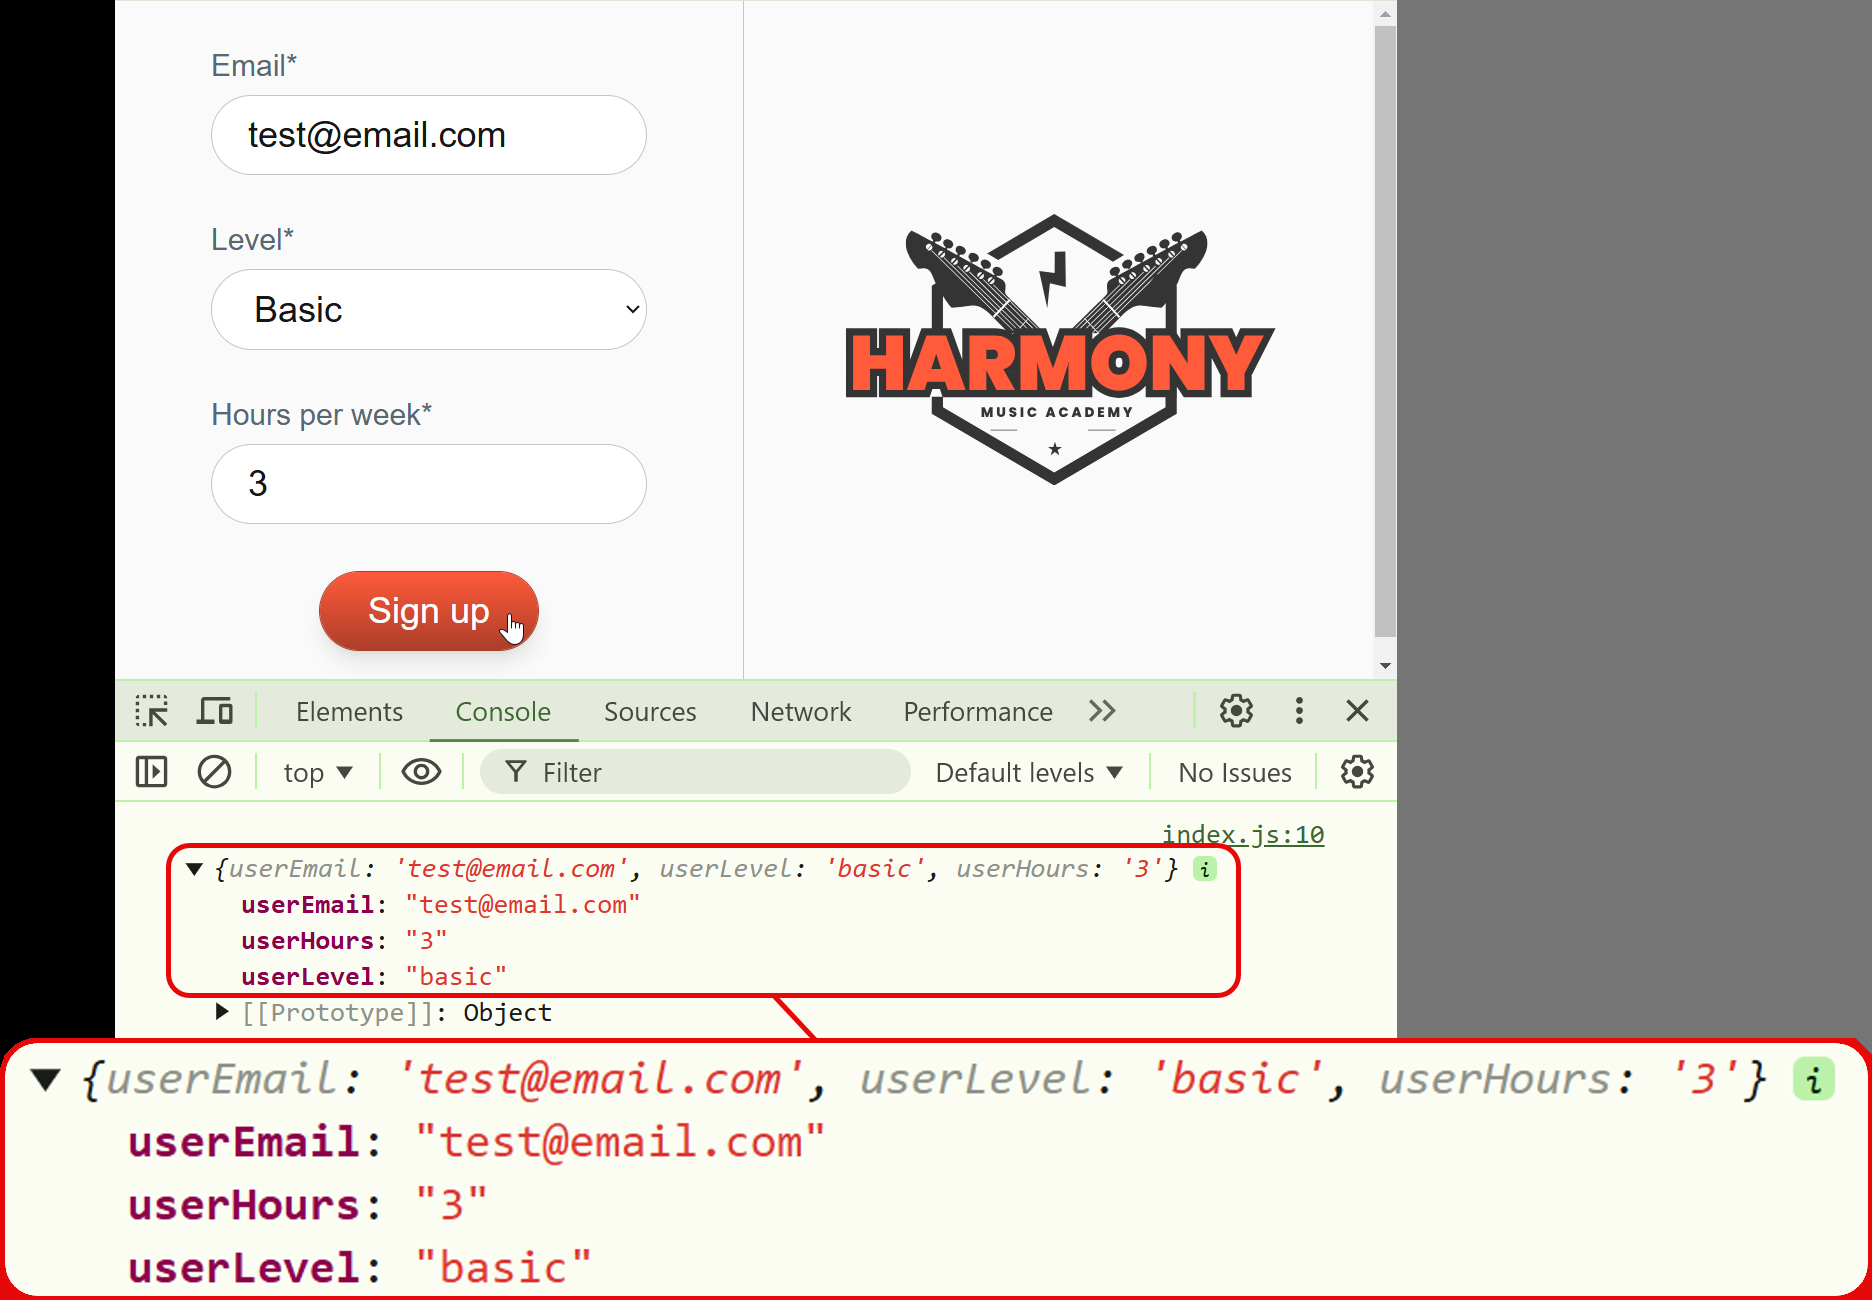 Email*
test@email.com
Level*
Basic
Hours per week*
3
Sign up
HARMONY
MUSIC ACADEMY
Elements Console Sources Network Performance
top Filter Default levels No Issues
index.js:10
{userEmail: 'test@email.com', userLevel: 'basic', userHours: '3'} i
userEmail: "test@email.com"
userHours: "3"
userLevel: "basic"
[[Prototype]]: Object
{userEmail: 'test@email.com', userLevel: 'basic', userHours: '3'} i
userEmail: "test@email.com"
userHours: "3"
userLevel: "basic"